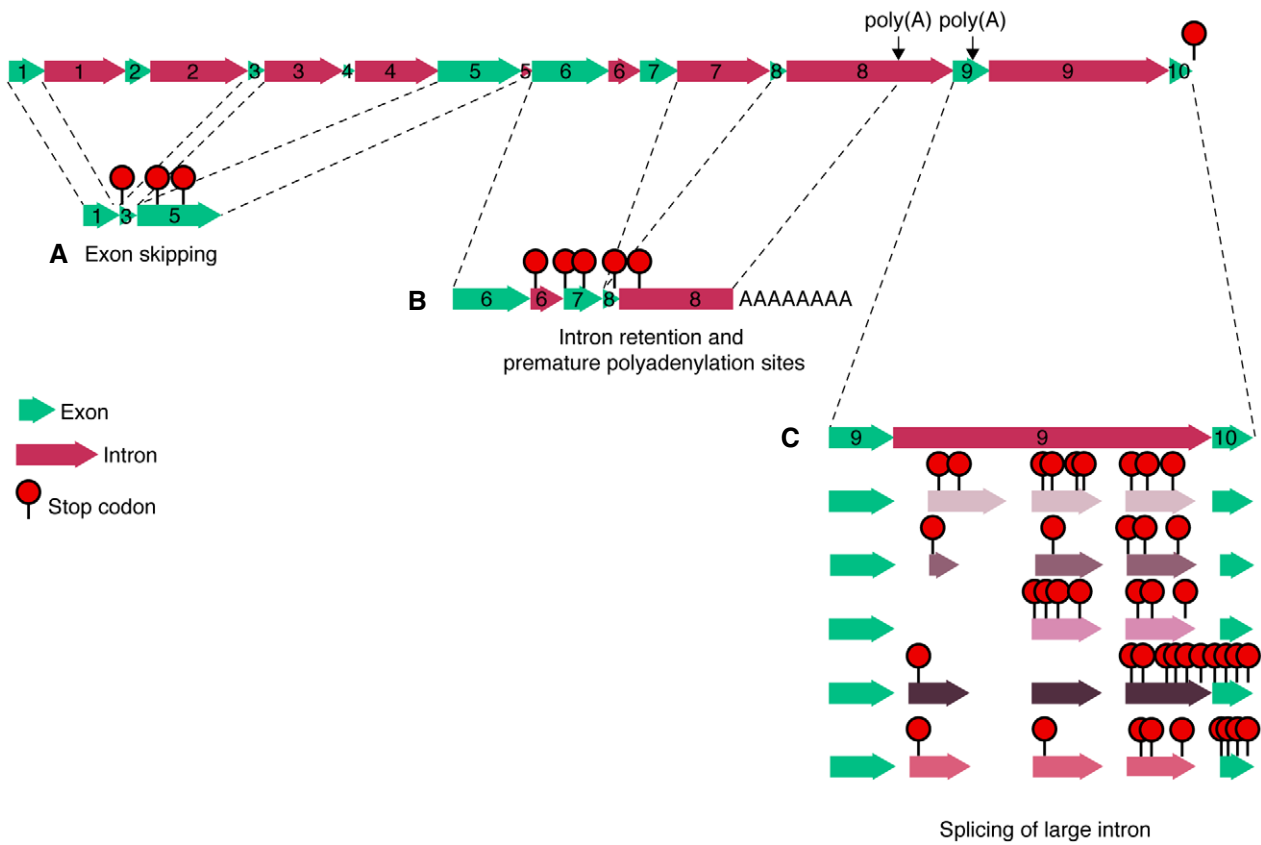 poly(A) poly(A)
1 1 2 2 3 3 4 4 5 5 6 6 7 7 8 8 9 9 10
1 3 5
A Exon skipping
6 6 7 8 8 AAAAAAAA
B
Intron retention and
premature polyadenylation sites
Exon
Intron
Stop codon
C
9 9 10
Splicing of large intron